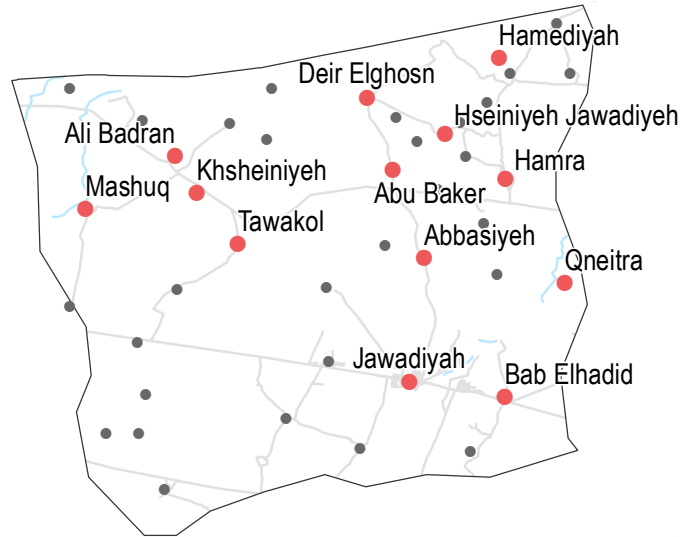 Hamediyah
Deir Elghosn
Hseiniyeh Jawadiyeh
Ali Badran
Khsheiniyeh
Hamra
Mashuq
Abu Baker
Tawakol
Abbasiyeh
Qneitra
Jawadiyah
Bab Elhadid